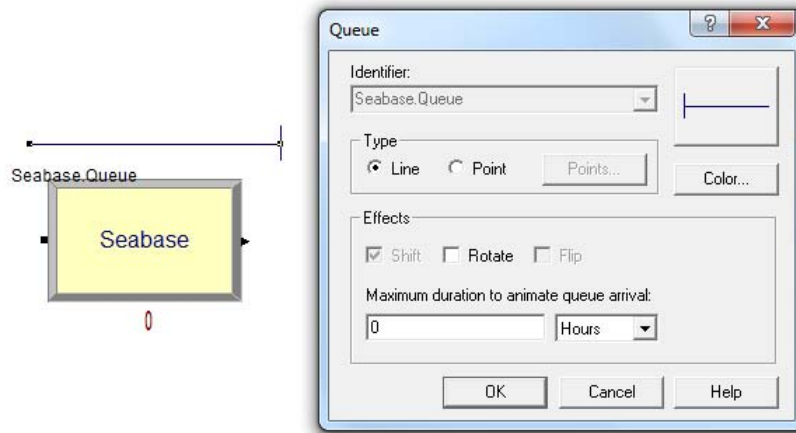 Queue
?
X
Identifier:
Seabase.Queue
Type
Line
Point
Points...
Color...
Effects
Shift
Rotate
Flip
Maximum duration to animate queue arrival:
0
Hours
OK
Cancel
Help
Seabase.Queue
Seabase
0